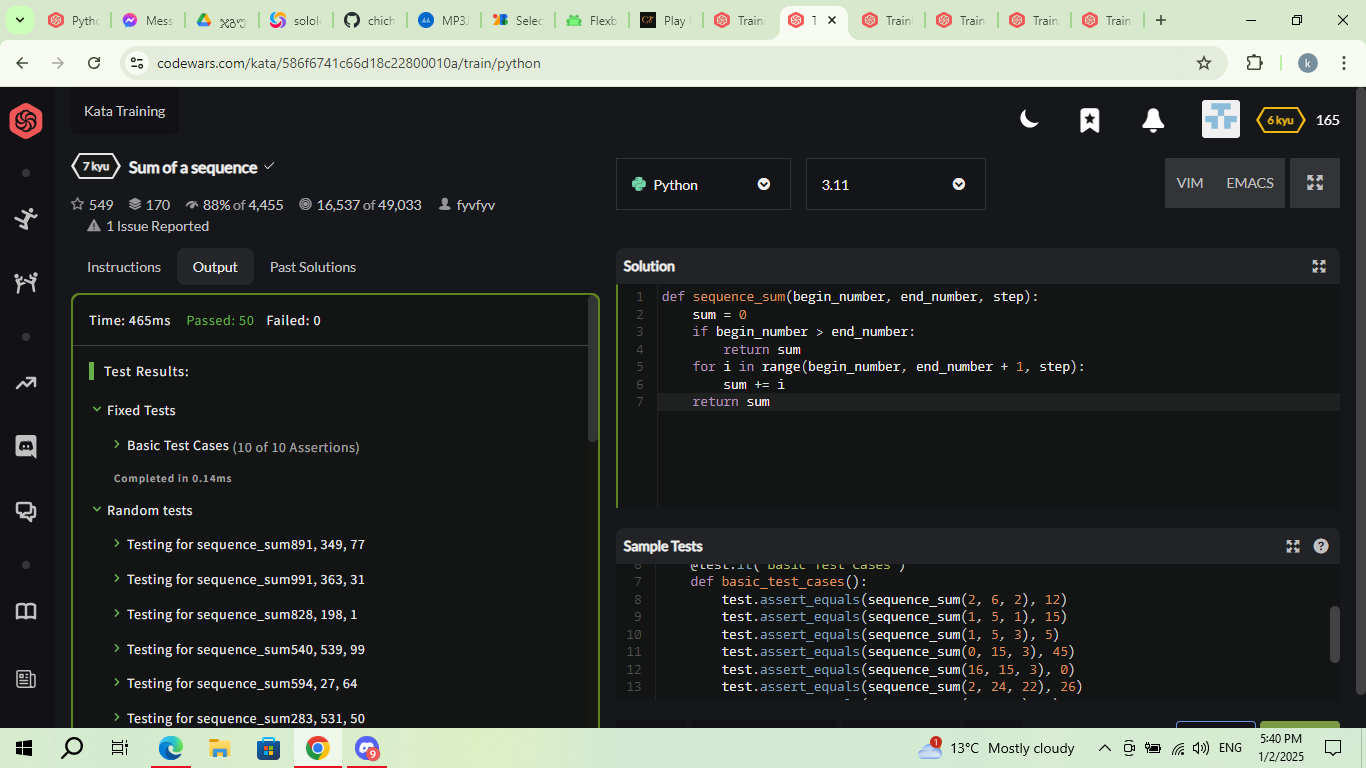 Pytho
Mess
ჯგუ
solole
chich
MP3J
Selec
Flexb
Play
Traini
T
Traini
Train
Train
Train
codewars.com/kata/586f6741c66d18c22800010a/train/python
k
Kata Training
6 kyu 165
7 kyu Sum of a sequence
549 170 88% of 4,455 16,537 of 49,033 fyvfyv
1 Issue Reported
Python
3.11
VIM EMACS
Instructions Output Past Solutions
Time: 465ms Passed: 50 Failed: 0
Test Results:
Fixed Tests
Basic Test Cases (10 of 10 Assertions)
Completed in 0.14ms
Random tests
Testing for sequence_sum891, 349, 77
Testing for sequence_sum991, 363, 31
Testing for sequence_sum828, 198, 1
Testing for sequence_sum540, 539, 99
Testing for sequence_sum594, 27, 64
Testing for sequence_sum283, 531, 50
Solution
1 def sequence_sum(begin_number, end_number, step):
2 sum = 0
3 if begin_number > end_number:
4 return sum
5 for i in range(begin_number, end_number + 1, step):
6 sum += i
7 return sum
Sample Tests
6 @test.it("Basic Test Cases")
7 def basic_test_cases():
8 test.assert_equals(sequence_sum(2, 6, 2), 12)
9 test.assert_equals(sequence_sum(1, 5, 1), 15)
10 test.assert_equals(sequence_sum(1, 5, 3), 5)
11 test.assert_equals(sequence_sum(0, 15, 3), 45)
12 test.assert_equals(sequence_sum(16, 15, 3), 0)
13 test.assert_equals(sequence_sum(2, 24, 22), 26)
9
1
13°C Mostly cloudy
ENG
5:40 PM
1/2/2025